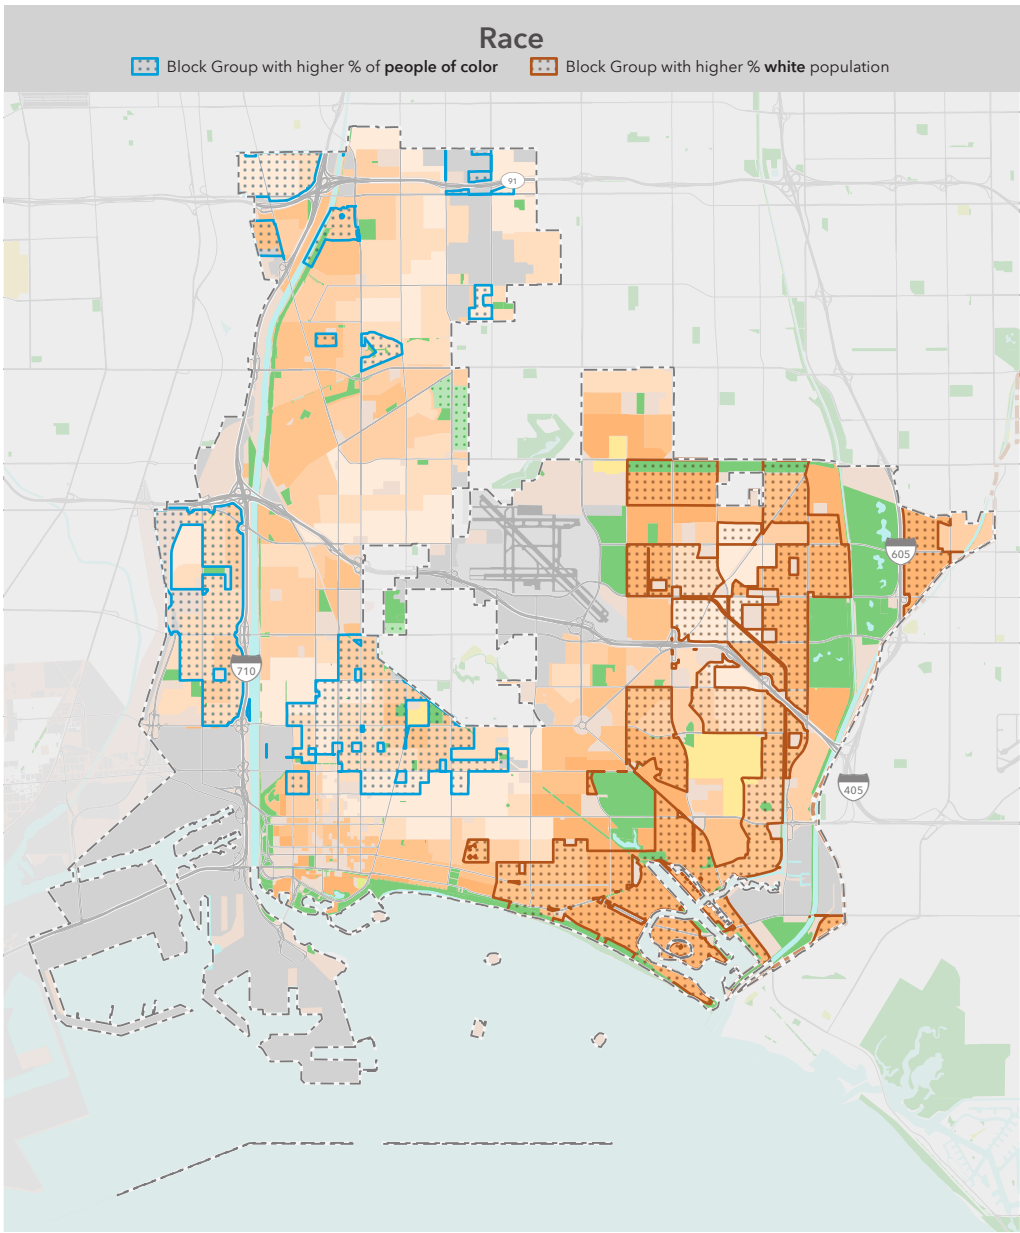 Race
Block Group with higher % of people of color
Block Group with higher % white population
91
605
710
405